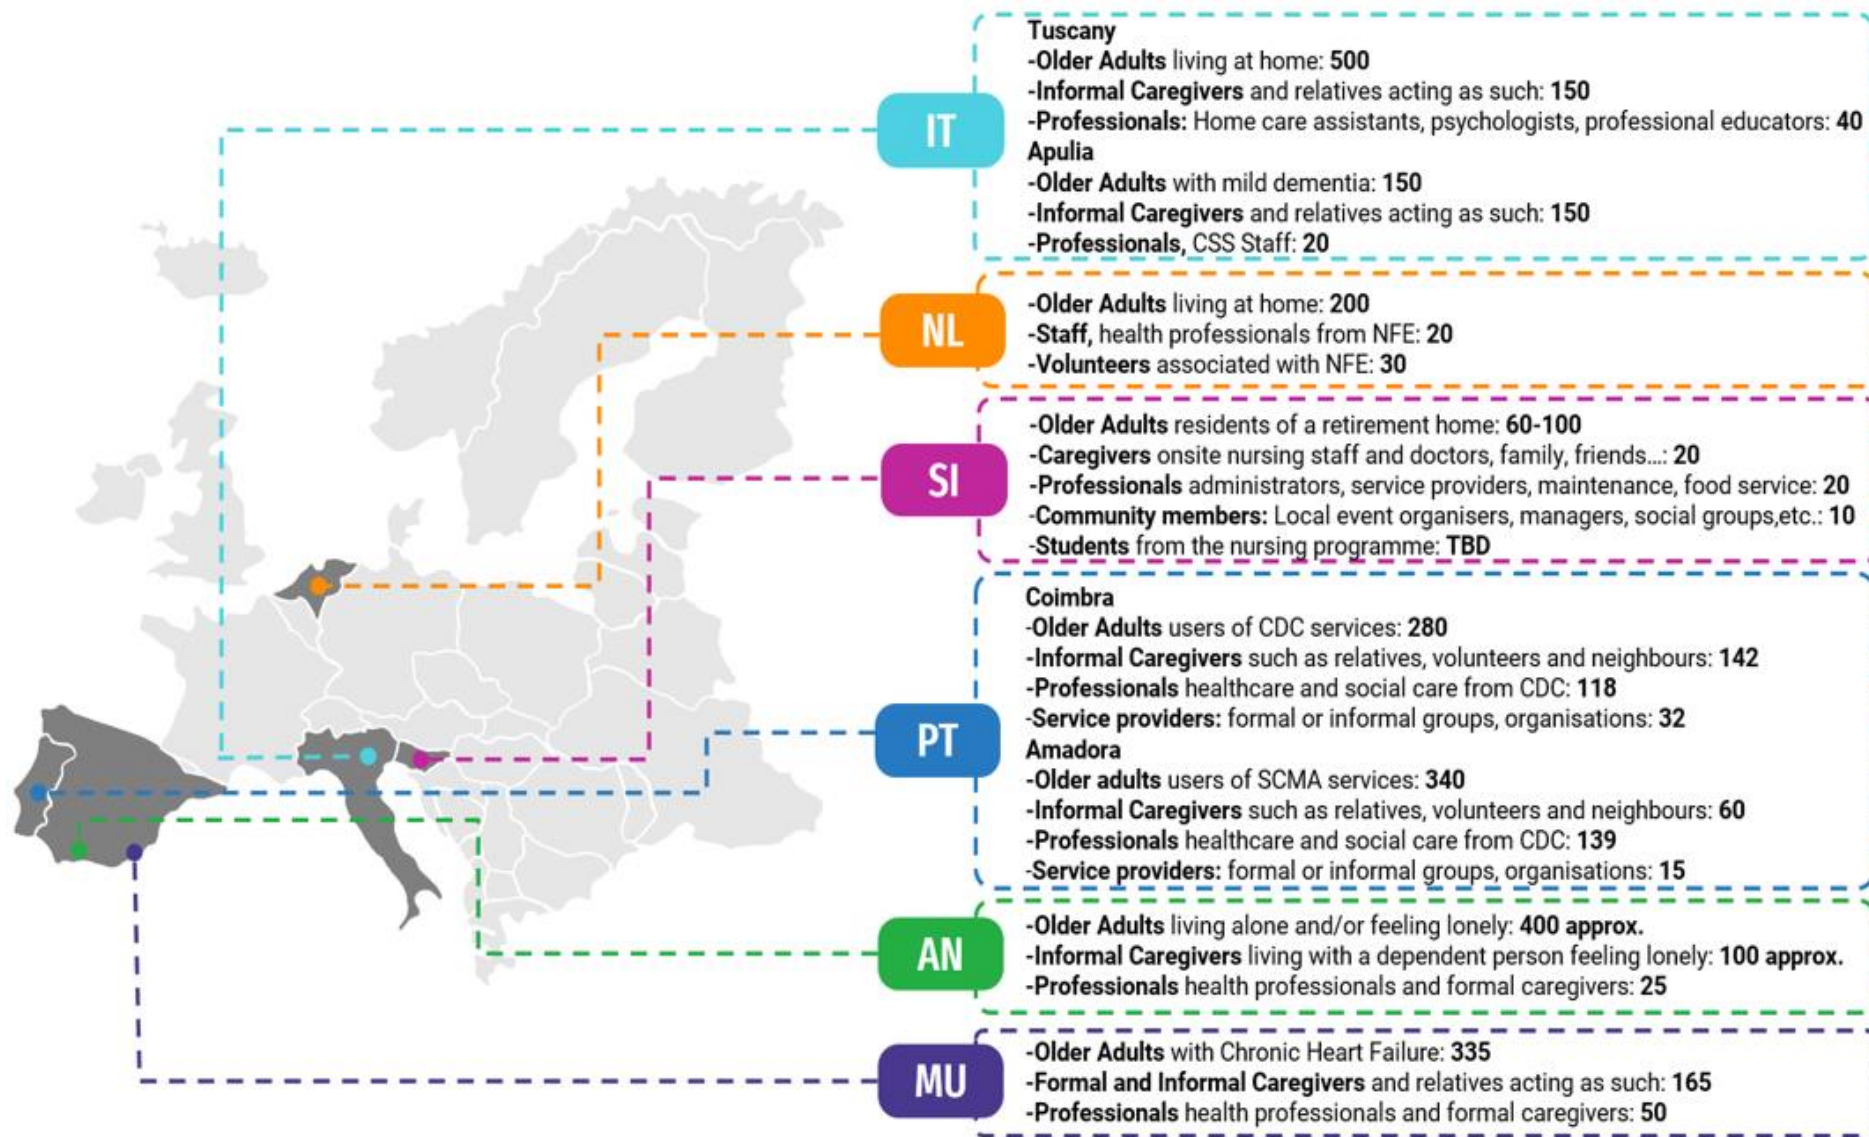 IT
Tuscany
-Older Adults living at home: 500
-Informal Caregivers and relatives acting as such: 150
-Professionals: Home care assistants, psychologists, professional educators: 40
Apulia
-Older Adults with mild dementia: 150
-Informal Caregivers and relatives acting as such: 150
-Professionals, CSS Staff: 20
NL
-Older Adults living at home: 200
-Staff, health professionals from NFE: 20
-Volunteers associated with NFE: 30
SI
-Older Adults residents of a retirement home: 60-100
-Caregivers onsite nursing staff and doctors, family, friends...: 20
-Professionals administrators, service providers, maintenance, food service: 20
-Community members: Local event organisers, managers, social groups,etc.: 10
-Students from the nursing programme: TBD
PT
Coimbra
-Older Adults users of CDC services: 280
-Informal Caregivers such as relatives, volunteers and neighbours: 142
-Professionals healthcare and social care from CDC: 118
-Service providers: formal or informal groups, organisations: 32
Amadora
-Older adults users of SCMA services: 340
-Informal Caregivers such as relatives, volunteers and neighbours: 60
-Professionals healthcare and social care from CDC: 139
-Service providers: formal or informal groups, organisations: 15
AN
-Older Adults living alone and/or feeling lonely: 400 approx.
-Informal Caregivers living with a dependent person feeling lonely: 100 approx.
-Professionals health professionals and formal caregivers: 25
MU
-Older Adults with Chronic Heart Failure: 335
-Formal and Informal Caregivers and relatives acting as such: 165
-Professionals health professionals and formal caregivers: 50